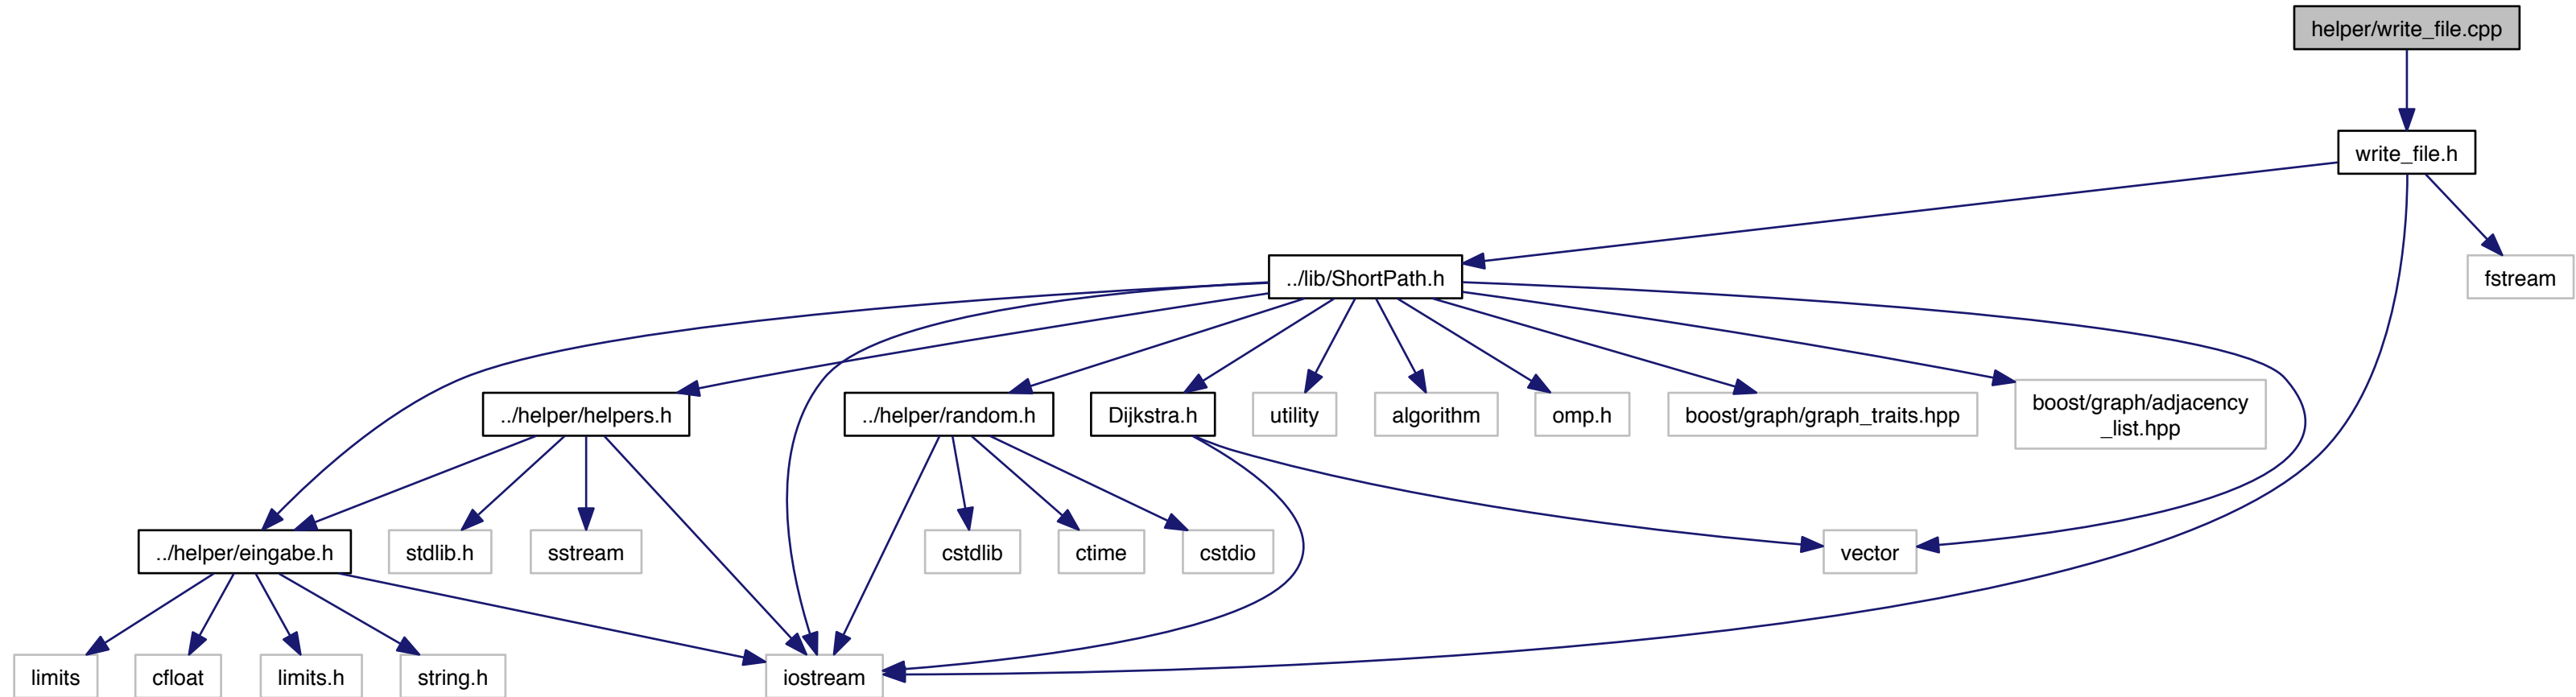 helper/write_file.cpp
write_file.h
../lib/ShortPath.h
fstream
../helper/helpers.h
../helper/random.h
Dijkstra.h
utility
algorithm
omp.h
boost/graph/graph_traits.hpp
boost/graph/adjacency
_list.hpp
../helper/eingabe.h
stdlib.h
sstream
cstdlib
ctime
cstdio
vector
limits
cfloat
limits.h
string.h
iostream